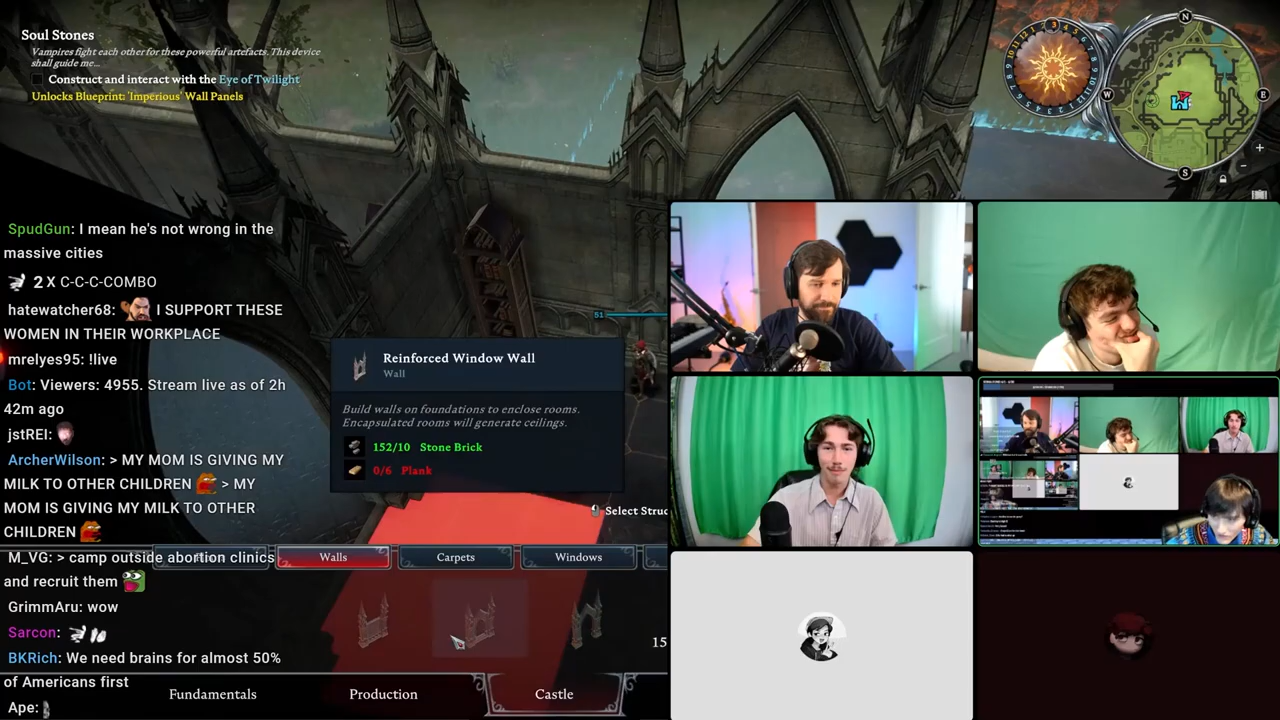 Soul Stones
Vampires fight each other for these powerful artefacts. This device
shall guide me...
Construct and interact with the Eye of Twilight
Unlocks Blueprint: 'Imperious' Wall Panels
N
W
E
S
SpudGun: I mean he's not wrong in the
massive cities
2 X C-C-C-COMBO
hatewatcher68: I SUPPORT THESE
WOMEN IN THEIR WORKPLACE
mrelyes95: !live
Bot: Viewers: 4955. Stream live as of 2h
42m ago
jstREI:
ArcherWilson: > MY MOM IS GIVING MY
MILK TO OTHER CHILDREN > MY
MOM IS GIVING MY MILK TO OTHER
CHILDREN
M_VG: > camp outside abortion clinics
and recruit them
GrimmAru: wow
Sarcon:
BKRich: We need brains for almost 50%
of Americans first
Ape:
51
Reinforced Window Wall
Wall
Build walls on foundations to enclose rooms.
Encapsulated rooms will generate ceilings.
152/10 Stone Brick
0/6 Plank
Select Struc
Walls
Carpets
Windows
15
Fundamentals
Production
Castle